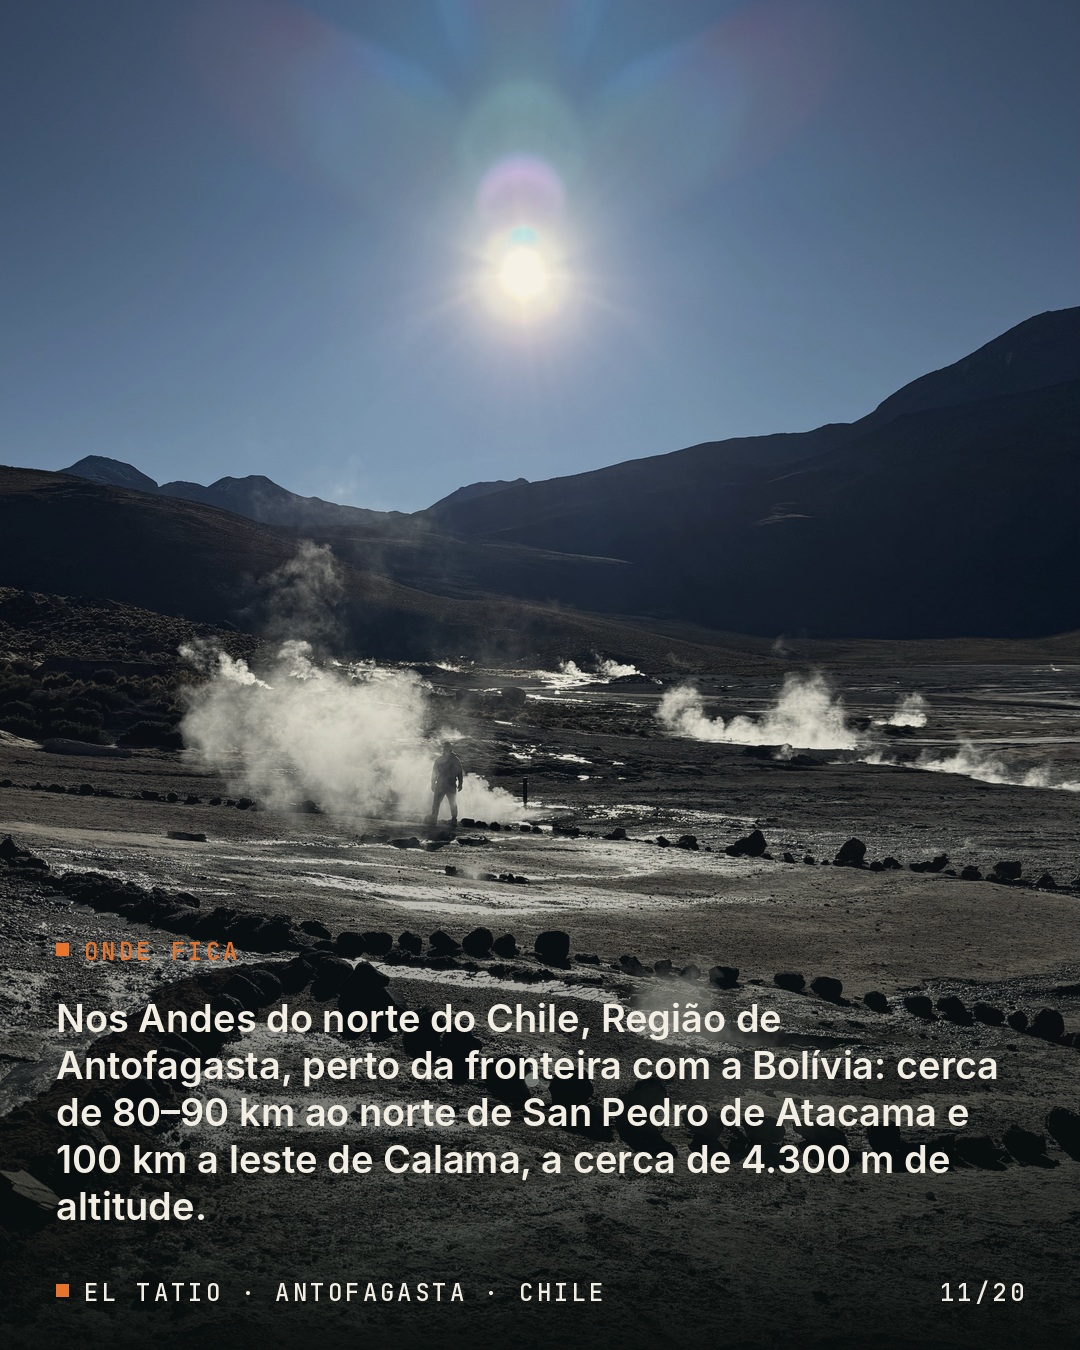 ONDE FICA
Nos Andes do norte do Chile, Região de
Antofagasta, perto da fronteira com a Bolívia: cerca
de 80–90 km ao norte de San Pedro de Atacama e
100 km a leste de Calama, a cerca de 4.300 m de
altitude.
EL TATIO · ANTOFAGASTA · CHILE
11/20